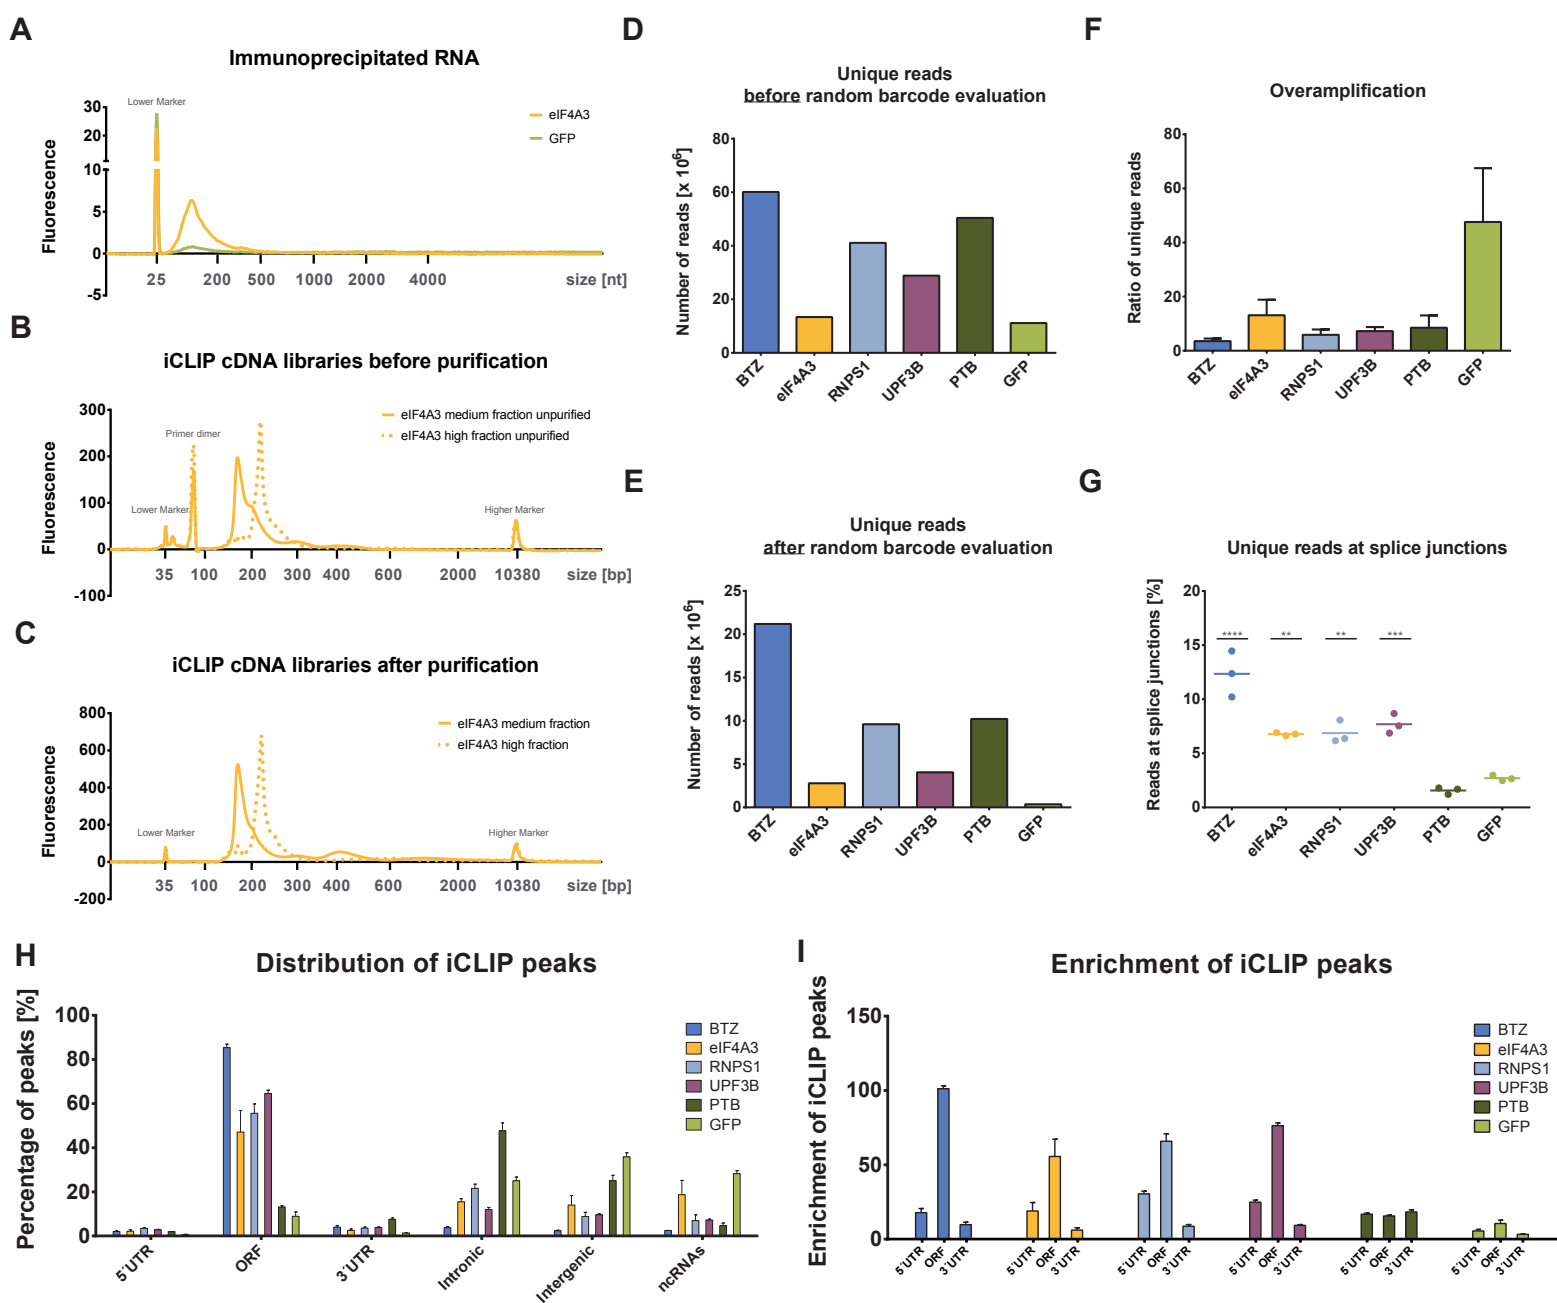 A
Immunoprecipitated RNA
Lower Marker
eIF4A3
GFP
Fluorescence
30
20
10
5
0
-5
25 200 500 1000 2000 4000 size [nt]
B
iCLIP cDNA libraries before purification
eIF4A3 medium fraction unpurified
eIF4A3 high fraction unpurified
Primer dimer
Lower Marker
Higher Marker
Fluorescence
300
200
100
0
-100
35 100 200 300 400 600 2000 10380 size [bp]
C
iCLIP cDNA libraries after purification
eIF4A3 medium fraction
eIF4A3 high fraction
Lower Marker
Higher Marker
Fluorescence
800
600
400
200
0
-200
35 100 200 300 400 600 2000 10380 size [bp]
D
Unique reads
before random barcode evaluation
Number of reads [x 10⁶]
80
60
40
20
0
BTZ eIF4A3 RNPS1 UPF3B PTB GFP
E
Unique reads
after random barcode evaluation
Number of reads [x 10⁶]
25
20
15
10
5
0
BTZ eIF4A3 RNPS1 UPF3B PTB GFP
F
Overamplification
Ratio of unique reads
80
60
40
20
0
BTZ eIF4A3 RNPS1 UPF3B PTB GFP
G
Unique reads at splice junctions
Reads at splice junctions [%]
20
15
10
5
0
**** ** ** ***
BTZ eIF4A3 RNPS1 UPF3B PTB GFP
H
Distribution of iCLIP peaks
Percentage of peaks [%]
100
80
60
40
20
0
BTZ
eIF4A3
RNPS1
UPF3B
PTB
GFP
5´UTR ORF 3´UTR Intronic Intergenic ncRNAs
I
Enrichment of iCLIP peaks
Enrichment of iCLIP peaks
150
100
50
0
BTZ
eIF4A3
RNPS1
UPF3B
PTB
GFP
5´UTR ORF 3´UTR 5´UTR ORF 3´UTR 5´UTR ORF 3´UTR 5´UTR ORF 3´UTR 5´UTR ORF 3´UTR 5´UTR ORF 3´UTR